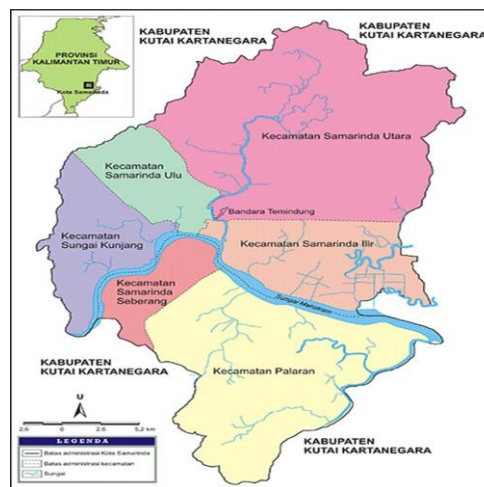 KABUPATEN
KUTAI KARTANEGARA
KABUPATEN
KUTAI KARTANEGARA
PROVINSI
KALIMANTAN TIMUR
Kota Samarinda
Kecamatan Samarinda Utara
Kecamatan
Samarinda Ulu
Bandara Temindung
Kecamatan
Sungai Kunjang
Kecamatan Samarinda Ilir
Kecamatan
Samarinda
Seberang
Sungai Mahakam
KABUPATEN
KUTAI KARTANEGARA
Kecamatan Palaran
U
2,6 0 2,6 5,2 km
KABUPATEN
KUTAI KARTANEGARA
LEGENDA
Batas administrasi Kota Samarinda
Batas administrasi kecamatan
Sungai